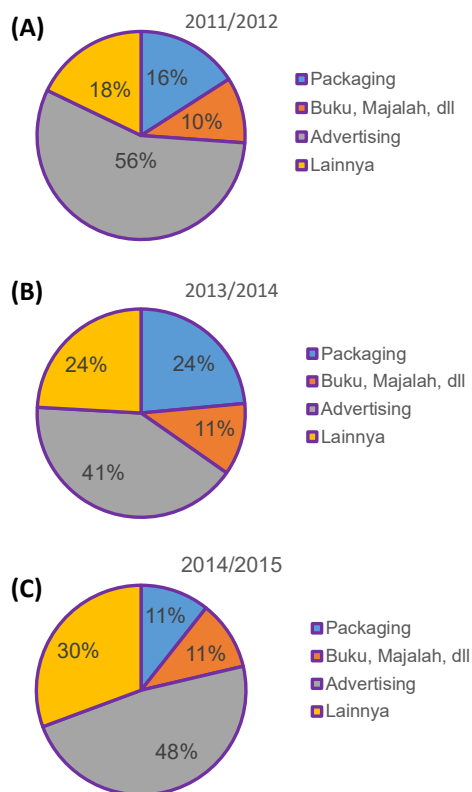 (A)
2011/2012
18%
16%
10%
56%
Packaging
Buku, Majalah, dll
Advertising
Lainnya
(B)
2013/2014
24%
24%
11%
41%
Packaging
Buku, Majalah, dll
Advertising
Lainnya
2014/2015
(C)
11%
30%
11%
48%
Packaging
Buku, Majalah, dll
Advertising
Lainnya